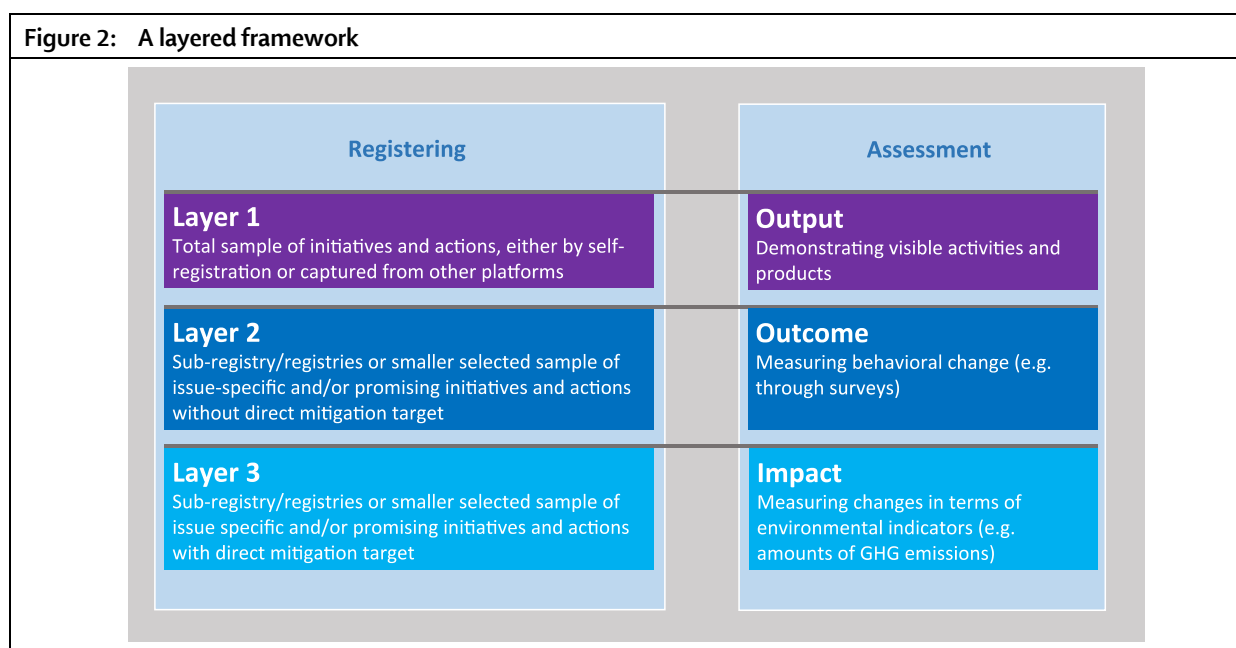 Figure 2: A layered framework
Registering
Layer 1
Total sample of initiatives and actions, either by self-
registration or captured from other platforms
Layer 2
Sub-registry/registries or smaller selected sample of
issue-specific and/or promising initiatives and actions
without direct mitigation target
Layer 3
Sub-registry/registries or smaller selected sample of
issue specific and/or promising initiatives and actions
with direct mitigation target
Assessment
Output
Demonstrating visible activities and
products
Outcome
Measuring behavioral change (e.g.
through surveys)
Impact
Measuring changes in terms of
environmental indicators (e.g.
amounts of GHG emissions)